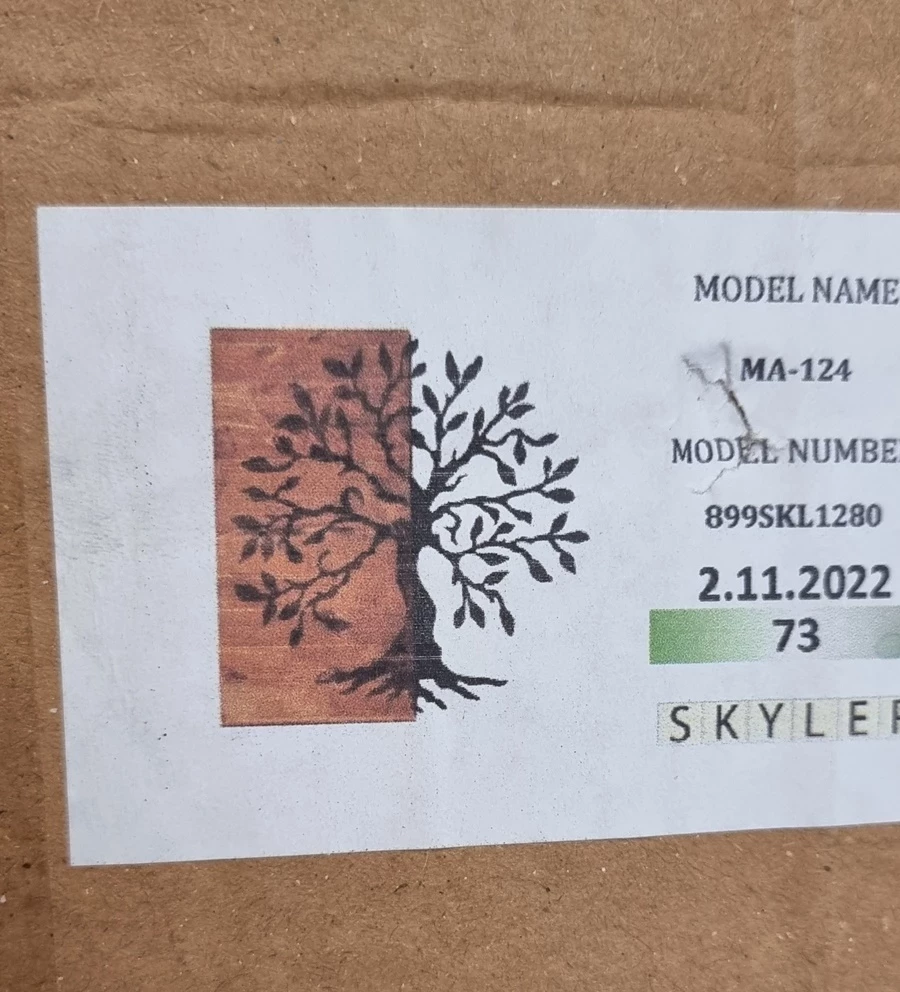 MODEL NAME
MA-124
MODEL NUMBE
899SKL1280
2.11.2022
73
SKYLE